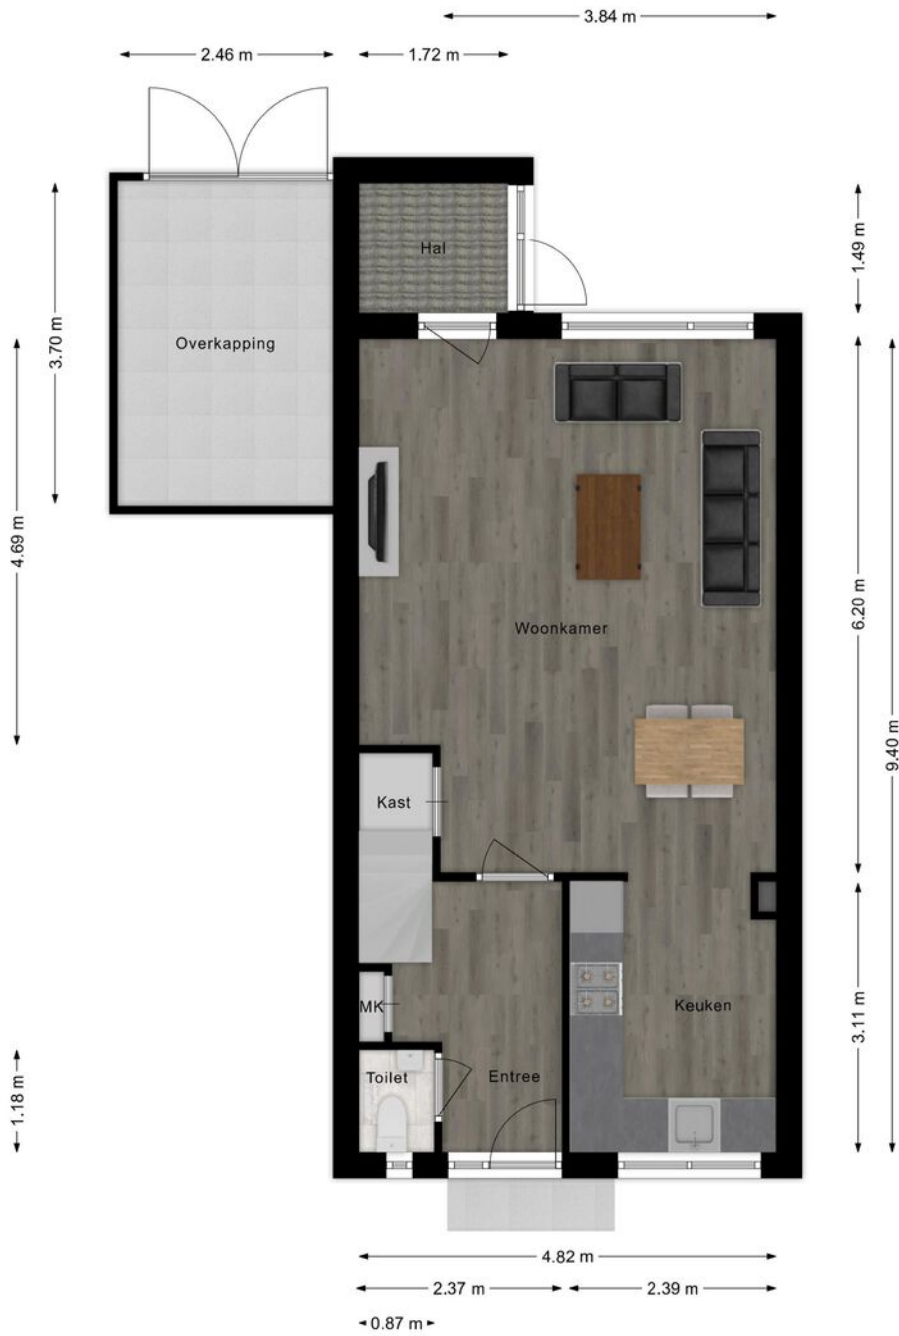 3.84 m
2.46 m
1.72 m
Hal
1.49 m
Overkapping
3.70 m
4.69 m
6.20 m
Woonkamer
9.40 m
Kast
MK
Keuken
3.11 m
Toilet
Entree
1.18 m
4.82 m
2.37 m
2.39 m
0.87 m